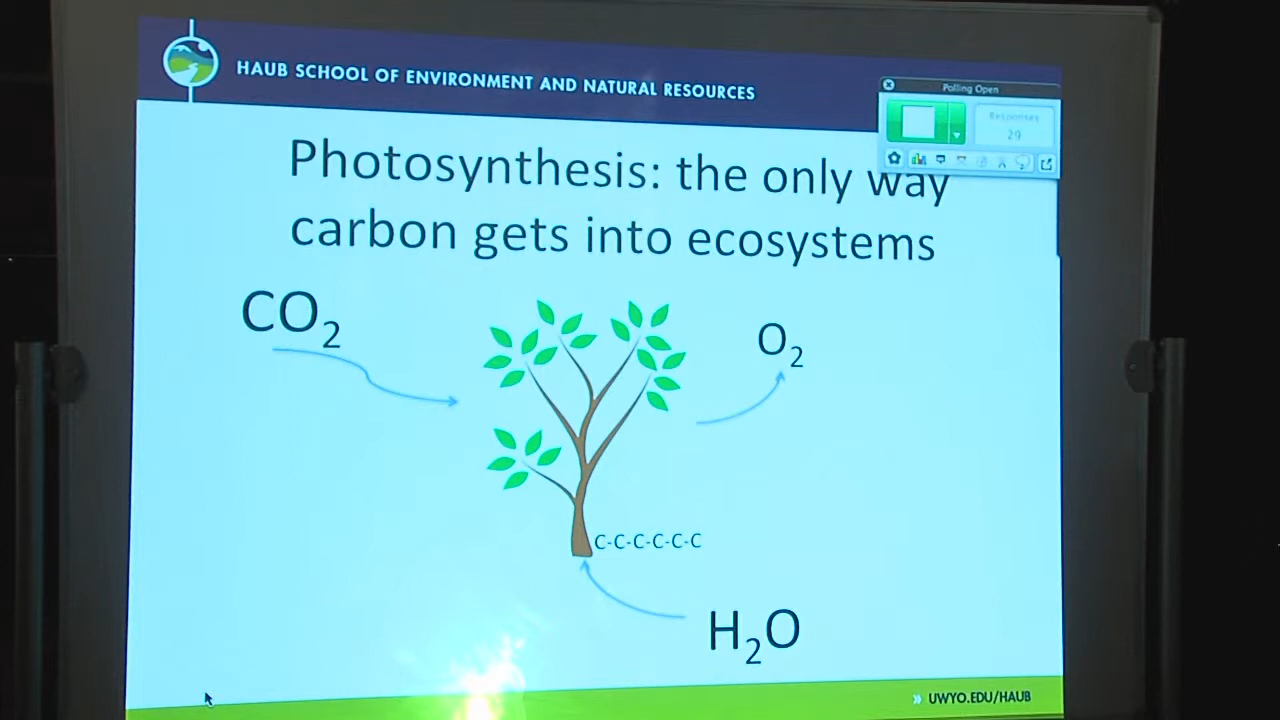 HAUB SCHOOL OF ENVIRONMENT AND NATURAL RESOURCES
Polling Open
Responses
29
Photosynthesis: the only way
carbon gets into ecosystems
CO₂
O₂
C-C-C-C-C-C
H₂O
» UWYO.EDU/HAUB